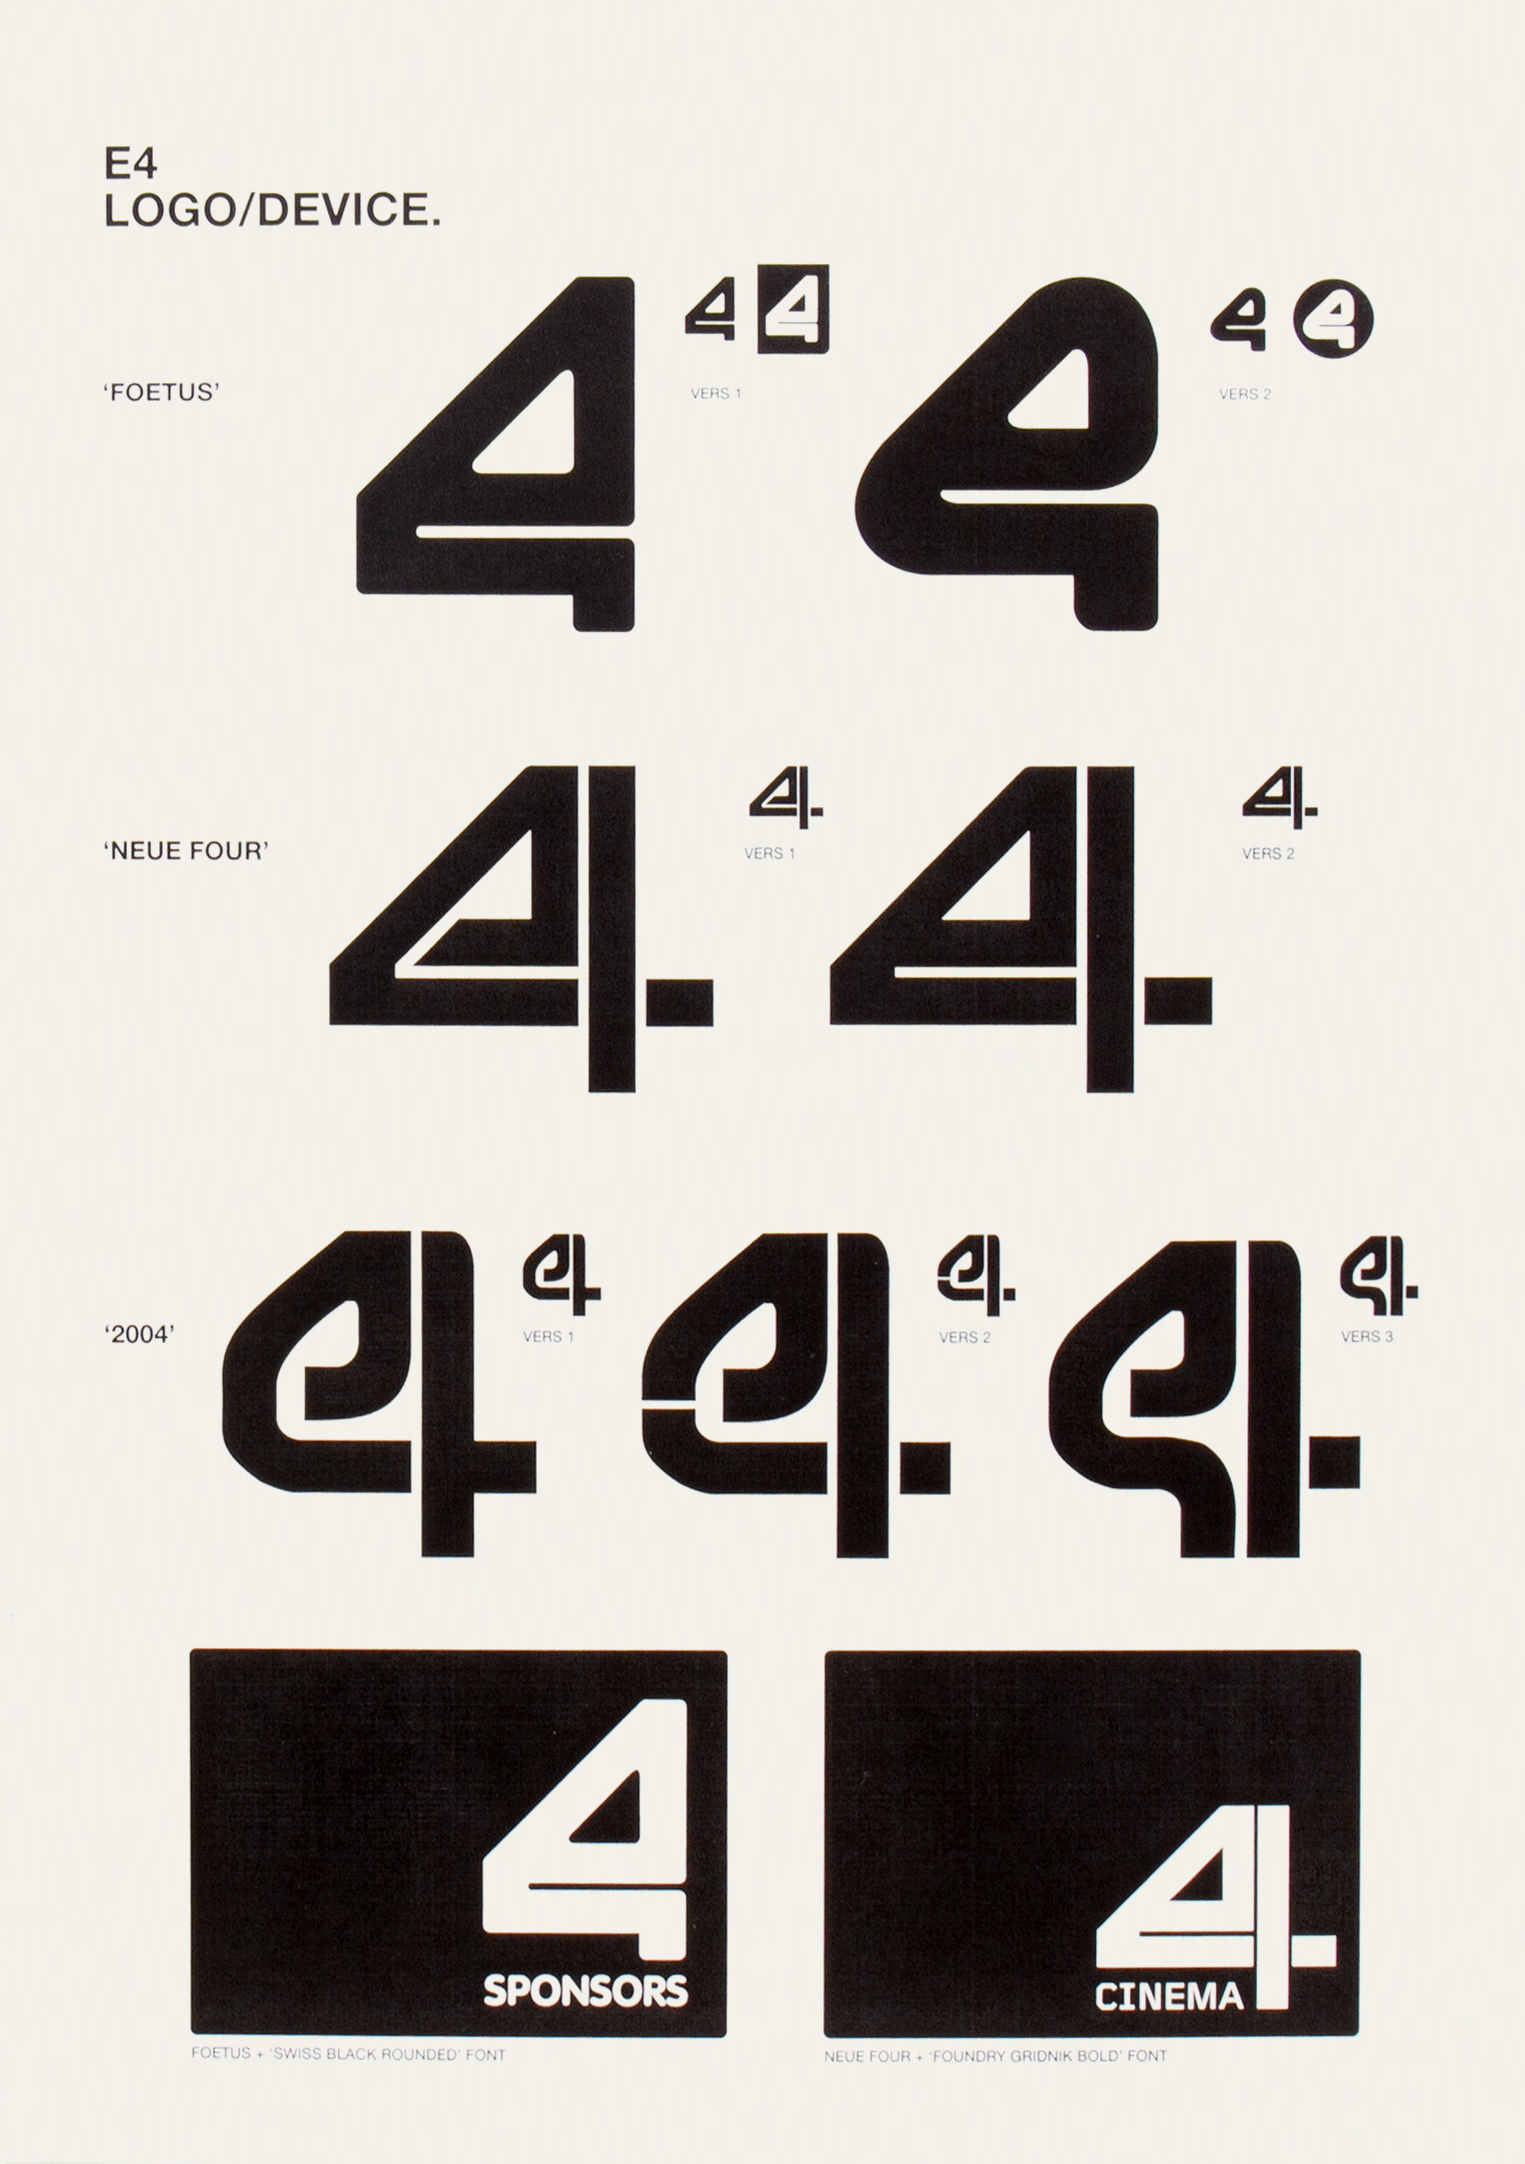 E4
LOGO/DEVICE.
'FOETUS'
VERS 1
VERS 2
'NEUE FOUR'
VERS 1
VERS 2
'2004'
VERS 1
VERS 2
VERS 3
SPONSORS
CINEMA
FOETUS + 'SWISS BLACK ROUNDED' FONT
NEUE FOUR + 'FOUNDRY GRIDNIK BOLD' FONT